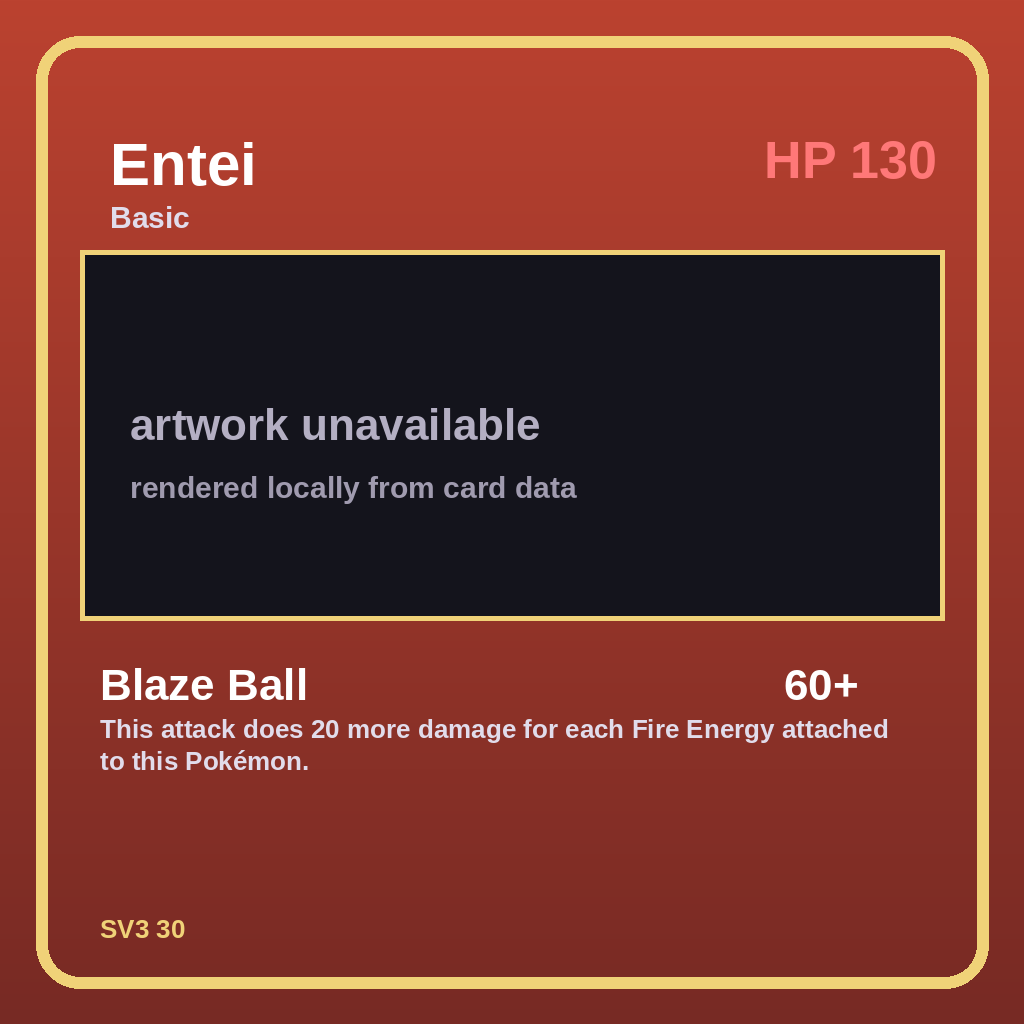 Entei
HP 130
Basic
artwork unavailable
rendered locally from card data
Blaze Ball
60+
This attack does 20 more damage for each Fire Energy attached
to this Pokémon.
SV3 30